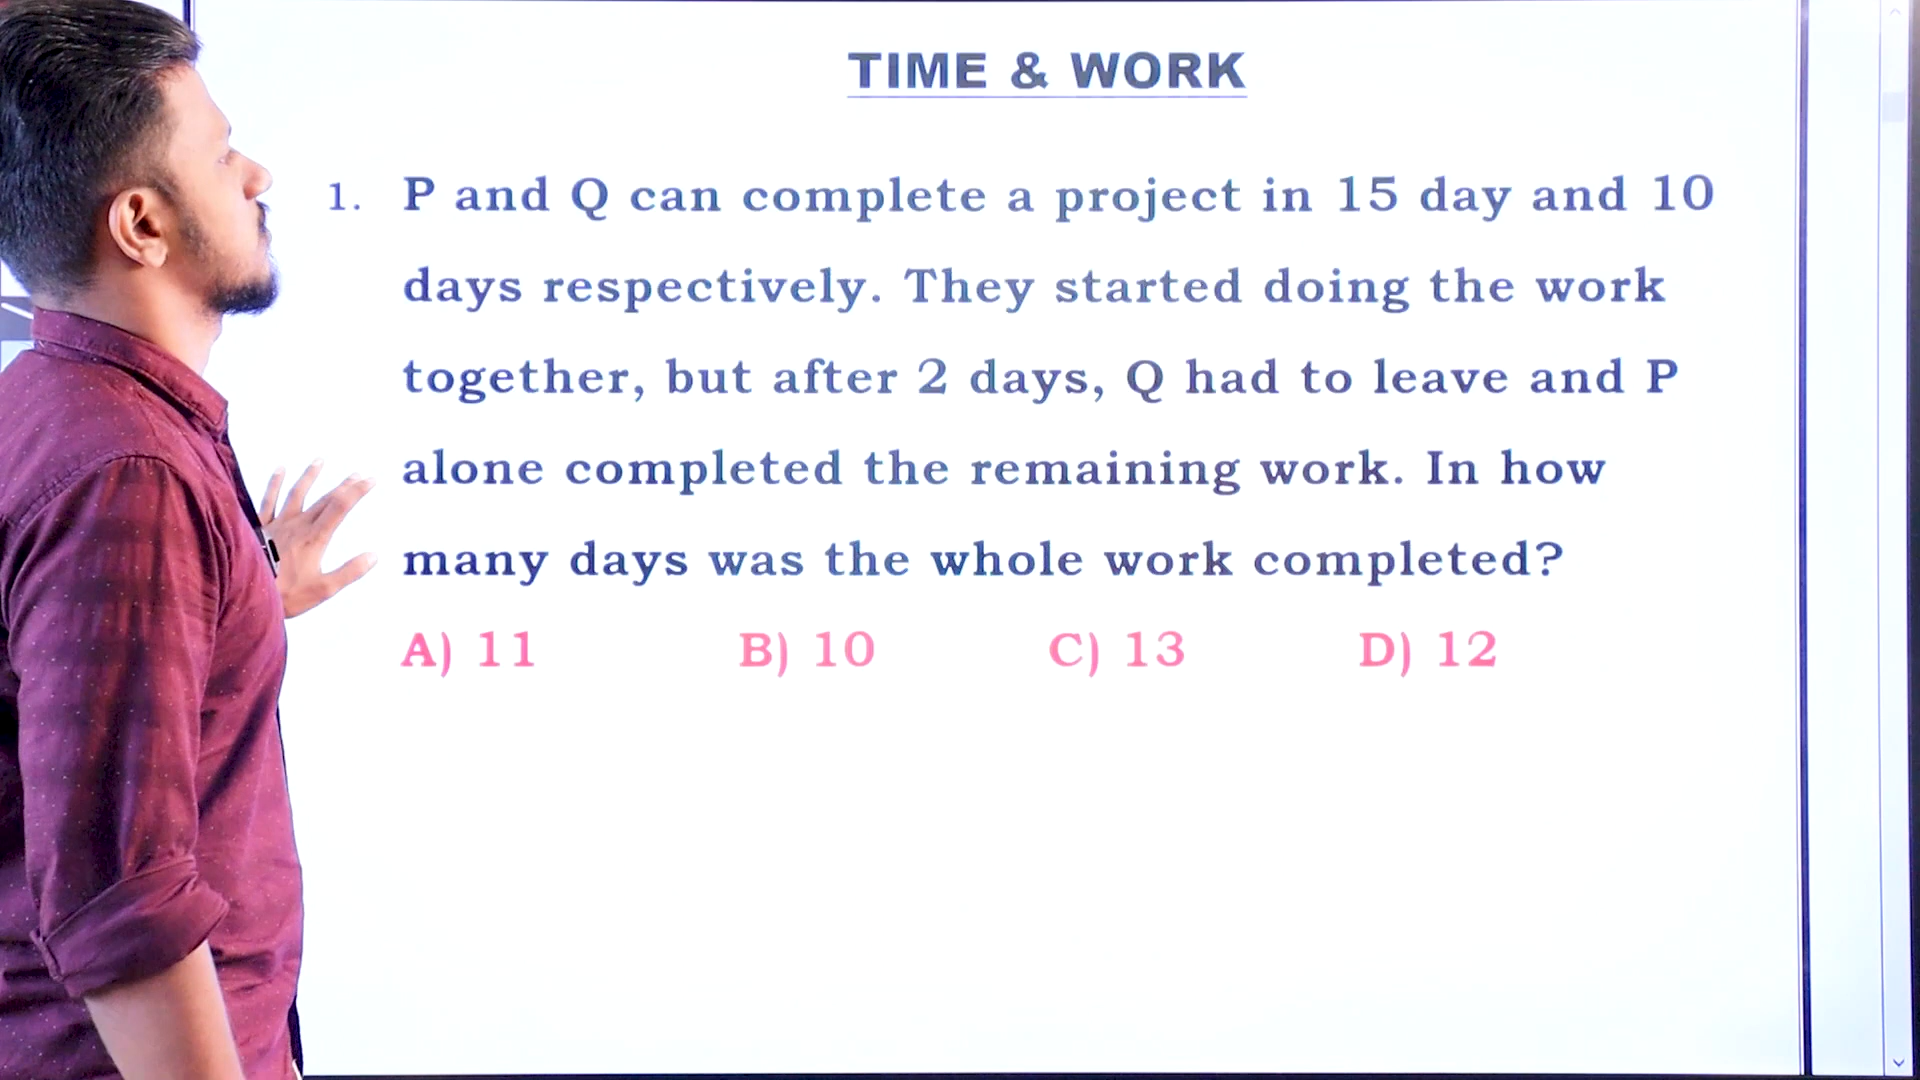 TIME & WORK
1. P and Q can complete a project in 15 day and 10
days respectively. They started doing the work
together, but after 2 days, Q had to leave and P
alone completed the remaining work. In how
many days was the whole work completed?
A) 11 B) 10 C) 13 D) 12